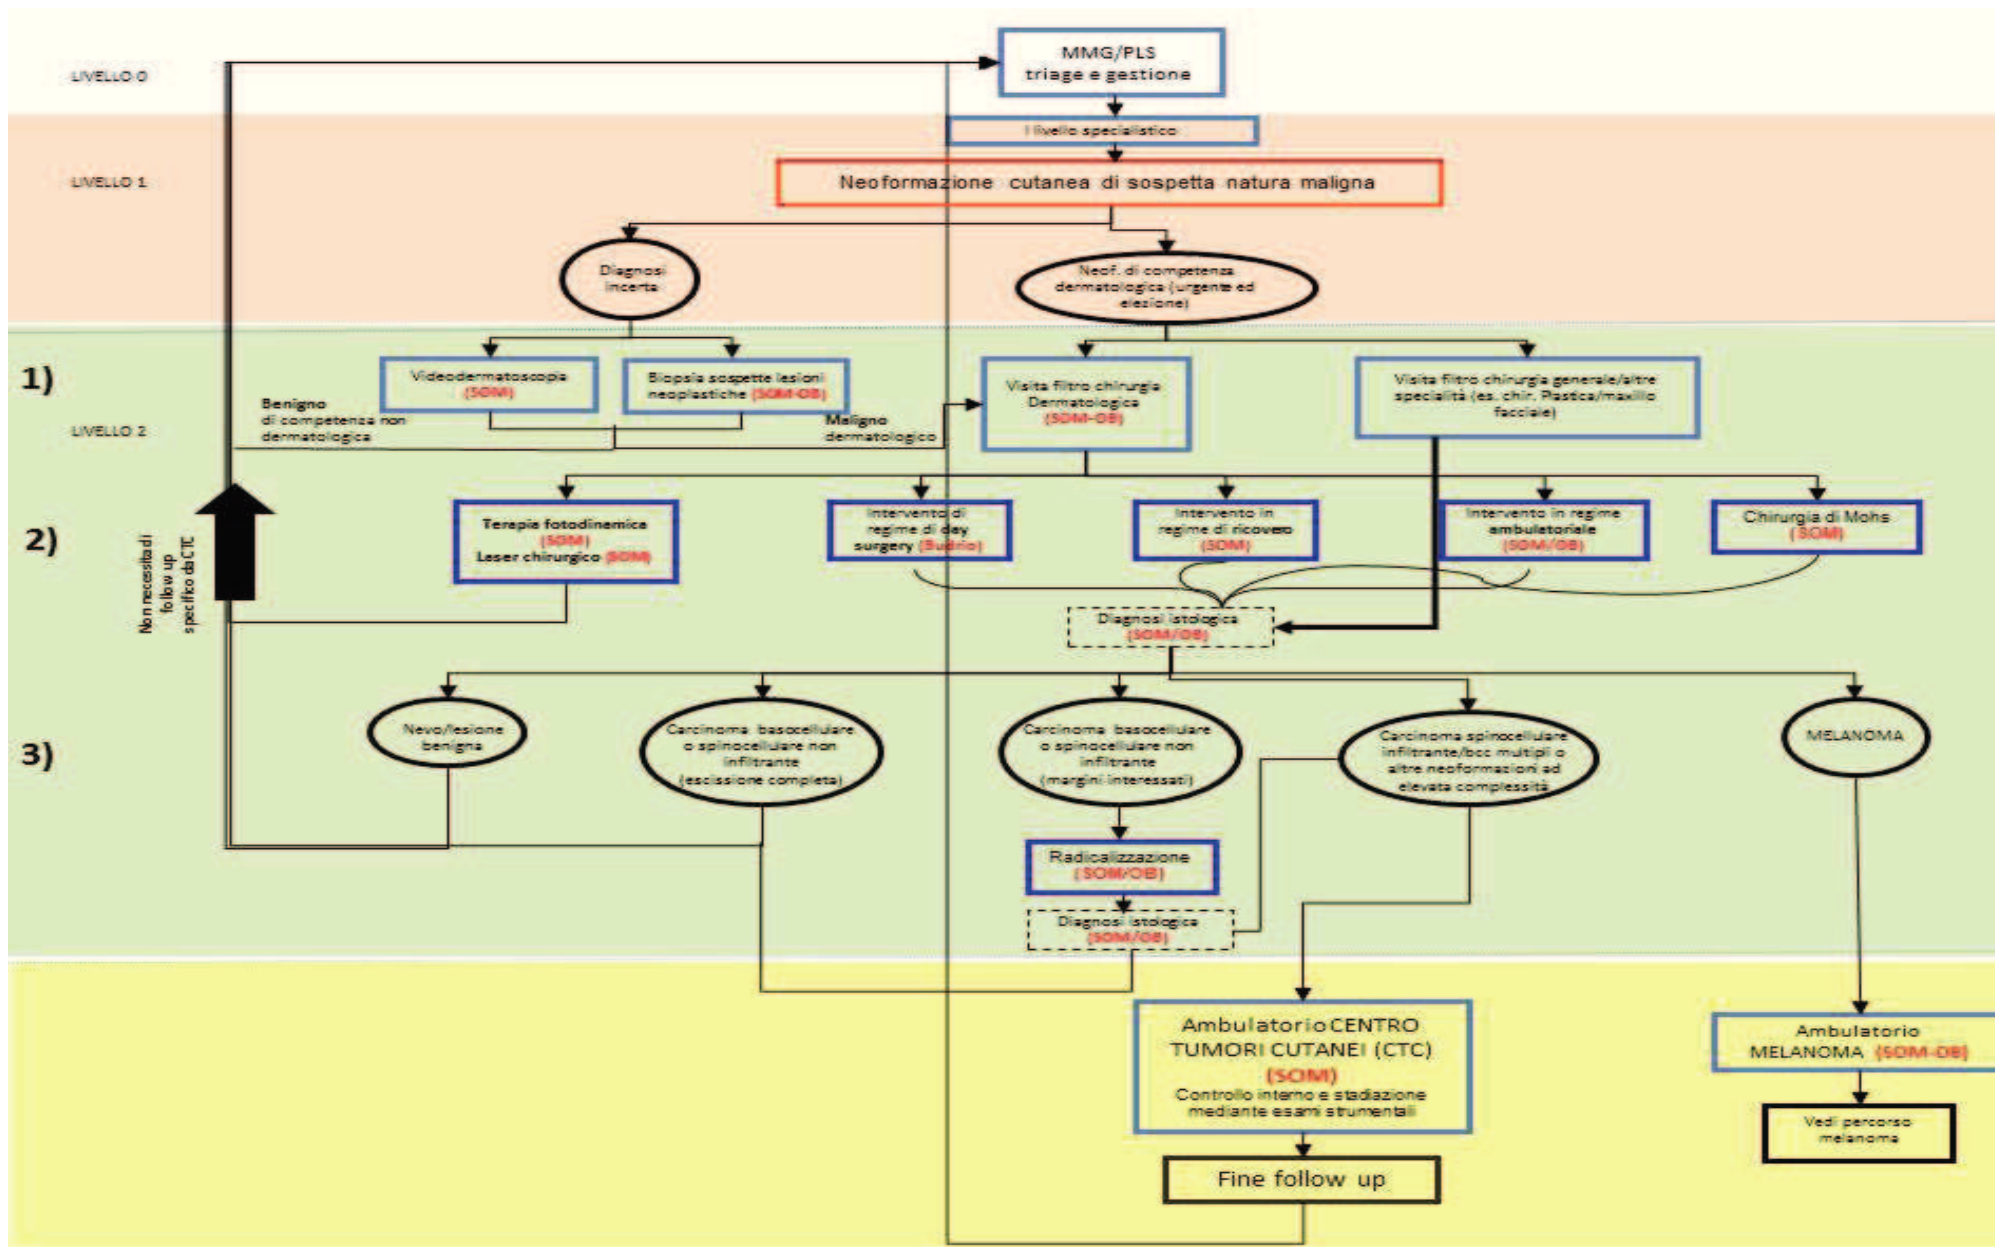 LIVELLO 0
MMG/PLS
triage e gestione
I livello specialistico
LIVELLO 1
Neoformazione cutanea di sospetta natura maligna
Diagnosi
incerta
Neof. di competenza
dermatologica (urgente ed
elezione)
1)
Videodermatoscopia
(SOM)
Biopsia sospette lesioni
neoplastiche (SOM-OB)
Visita filtro chirurgia
Dermatologica
(SOM-OB)
Visita filtro chirurgia generale/altre
specialità (es. chir. Plastica/maxillo
facciale)
LIVELLO 2
Benigno
di competenza non
dermatologica
Maligno
dermatologico
2)
Terapia fotodinamica
(SOM)
Laser chirurgico (SOM)
Intervento di
regime di day
surgery (Budrio)
Intervento in
regime di ricovero
(SOM)
Intervento in regime
ambulatoriale
(SOM/OB)
Chirurgia di Mohs
(SOM)
Non necessita di
follow up
specifico da CTC
Diagnosi istologica
(SOM/OB)
3)
Nevo/lesione
benigna
Carcinoma basocellulare
o spinocellulare non
infiltrante
(escissione completa)
Carcinoma basocellulare
o spinocellulare non
infiltrante
(margini interessati)
Carcinoma spinocellulare
infiltrante/bcc multipli o
altre neoformazioni ad
elevata complessità
MELANOMA
Radicalizzazione
(SOM/OB)
Diagnosi istologica
(SOM/OB)
Ambulatorio CENTRO
TUMORI CUTANEI (CTC)
(SOM)
Controllo interno e stadiazione
mediante esami strumentali
Ambulatorio
MELANOMA (SOM-OB)
Vedi percorso
melanoma
Fine follow up